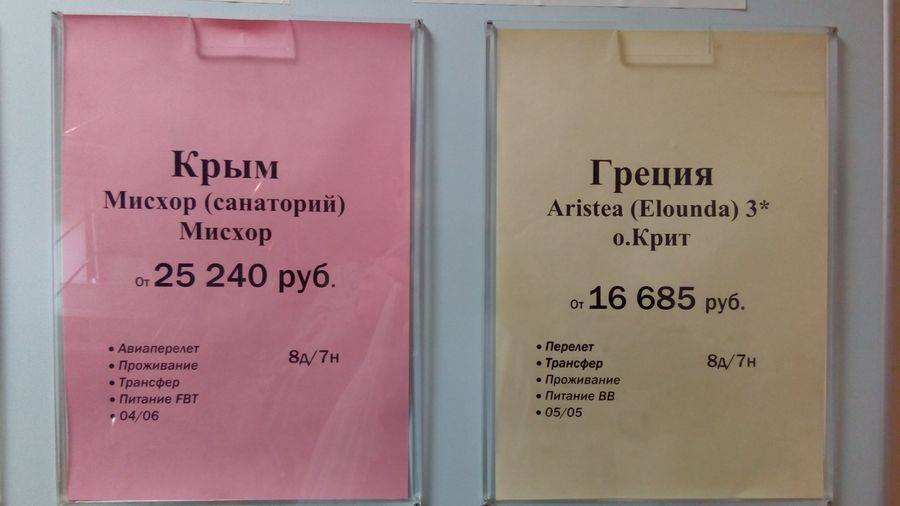 Крым
Мисхор (санаторий)
Мисхор
от 25 240 руб.
• Авиаперелет
• Проживание
• Трансфер
• Питание FBT
• 04/06
8д/7н
Греция
Aristea (Elounda) 3*
о.Крит
от 16 685 руб.
• Перелет
• Трансфер
• Проживание
• Питание BB
• 05/05
8д/7н